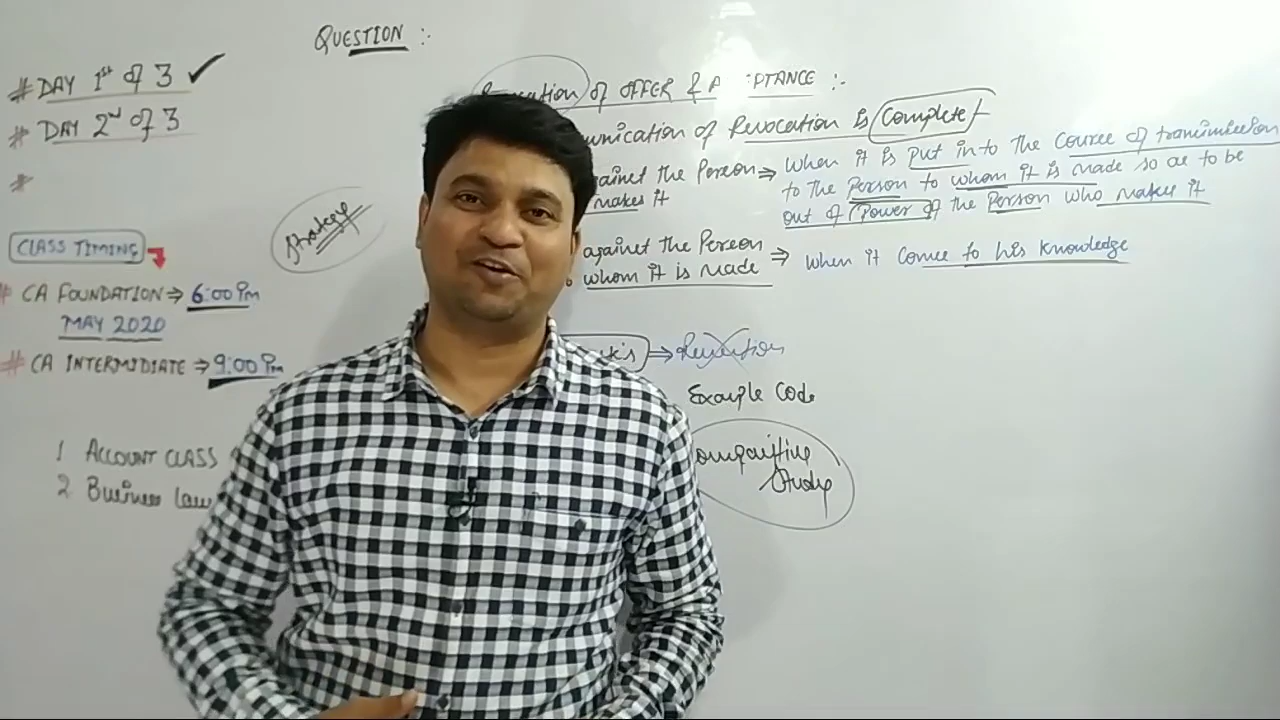 QUESTION :-
# DAY 1st of 3 ✓
# DAY 2nd of 3
#
strategy
CLASS TIMING
# CA FOUNDATION ⇒ 6:00 Pm
MAY 2020
# CA INTERMIDIATE ⇒ 9:00 Pm
1 ACCOUNT CLASS
2 Business Law
of OFFER & A PTANCE :-
unication of Revocation is Complete
against the Person ⇒ when it is put into the Course of transmission
makes it to the Person to whom it is made so as to be
out of Power of the Person who makes it
against the Person
whom it is made ⇒ when it Comes to his Knowledge
⇒
Example Code
Study